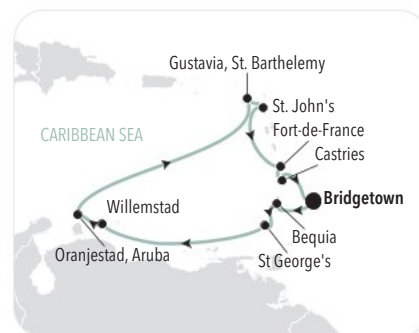 Gustavia, St. Barthelemy
St. John's
Fort-de-France
CARIBBEAN SEA
Castries
Bridgetown
Willemstad
Bequia
Oranjestad, Aruba
St George's